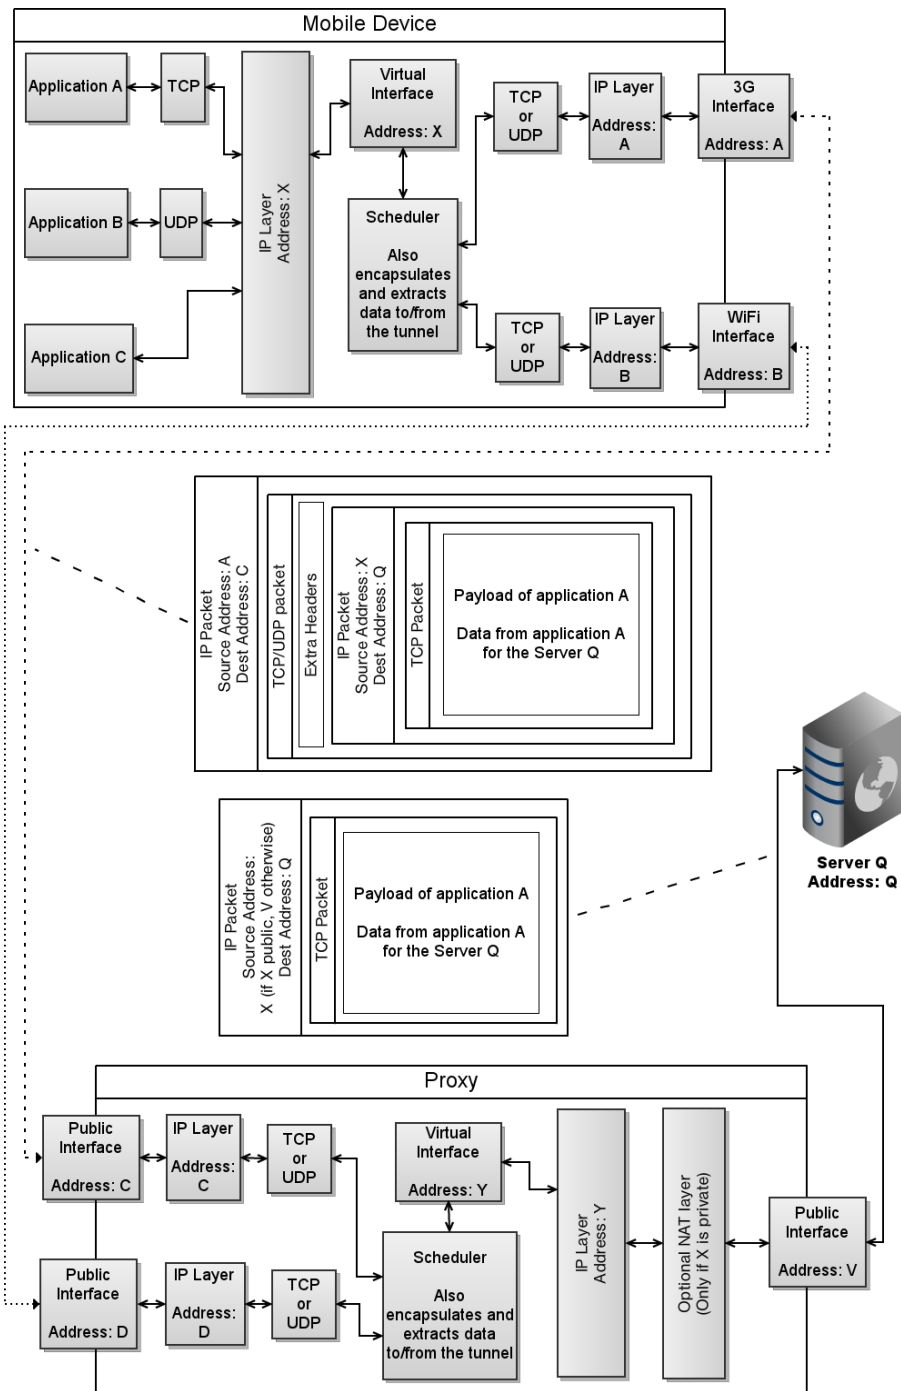 Mobile Device
Application A
TCP
Application B
UDP
Application C
IP Layer
Address: X
Virtual
Interface
Address: X
Scheduler
Also
encapsulates
and extracts
data to/from
the tunnel
TCP
or
UDP
IP Layer
Address:
A
3G
Interface
Address: A
TCP
or
UDP
IP Layer
Address:
B
WiFi
Interface
Address: B
IP Packet
Source Address: A
Dest Address: C
TCP/UDP packet
Extra Headers
IP Packet
Source Address: X
Dest Address: Q
TCP Packet
Payload of application A
Data from application A
for the Server Q
IP Packet
Source Address:
X (if X public, V otherwise)
Dest Address: Q
TCP Packet
Payload of application A
Data from application A
for the Server Q
Server Q
Address: Q
Proxy
Public
Interface
Address: C
IP Layer
Address:
C
TCP
or
UDP
Public
Interface
Address: D
IP Layer
Address:
D
TCP
or
UDP
Virtual
Interface
Address: Y
Scheduler
Also
encapsulates and
extracts data
to/from the tunnel
IP Layer
Address: Y
Optional NAT layer
(Only if X is private)
Public
Interface
Address: V